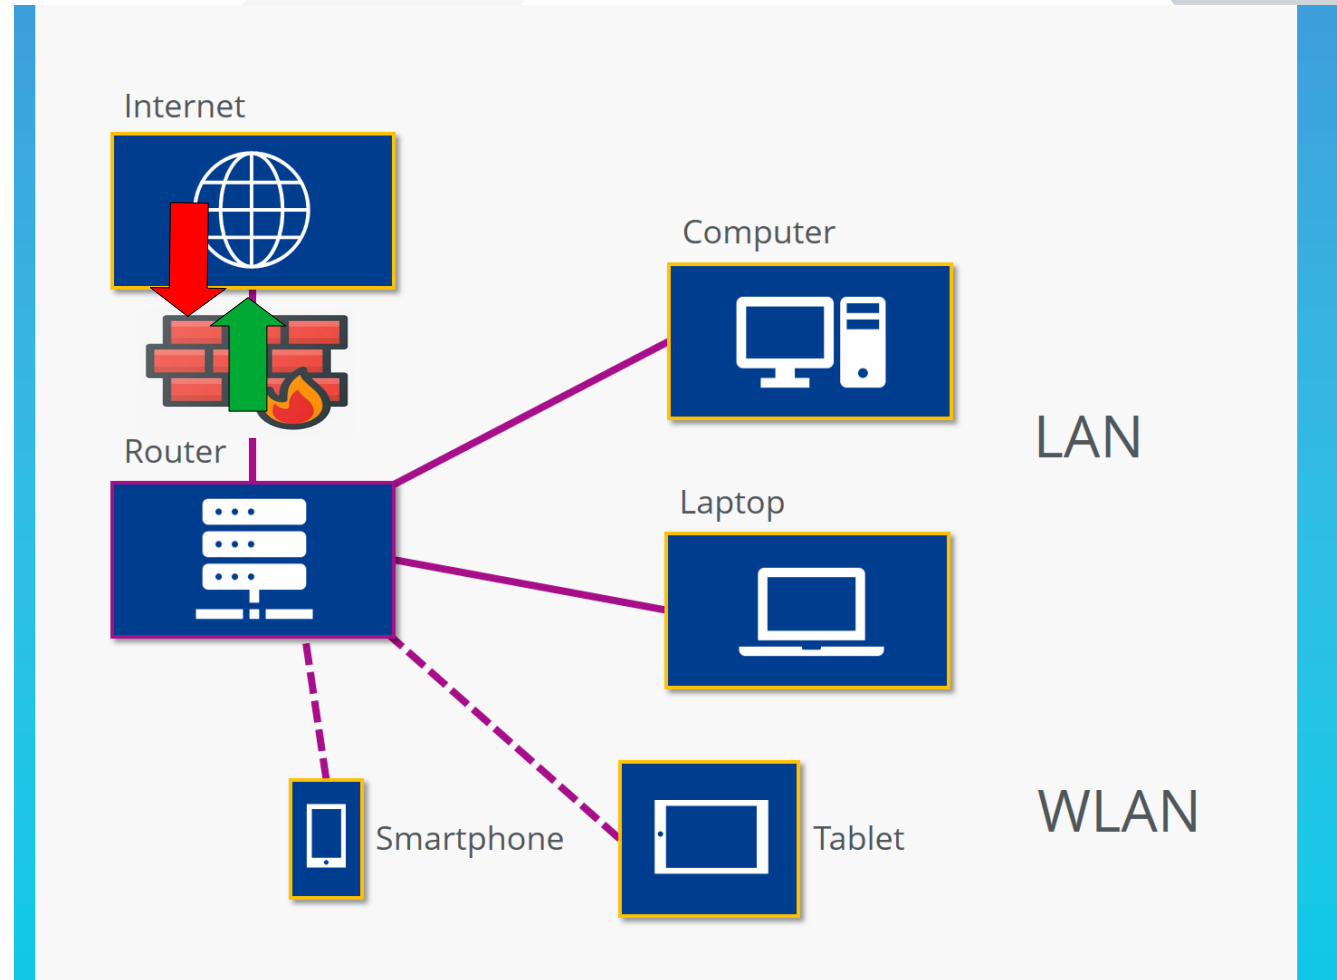 Internet
Computer
LAN
Router
Laptop
WLAN
Smartphone
Tablet